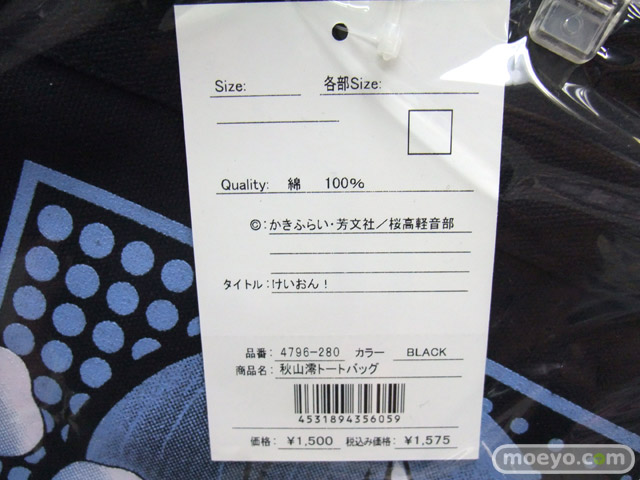 Size: 各部Size:
Quality: 綿 100%
©:かきふらい・芳文社/桜高軽音部
タイトル:けいおん!
品番: 4796-280 カラー BLACK
商品名: 秋山澪トートバッグ
4531894356059
価格: ¥1,500 税込み価格: ¥1,575
moeyo.com